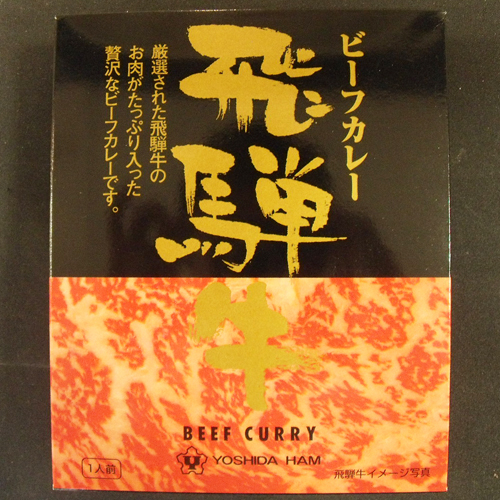 ビーフカレー
飛騨牛
厳選された飛騨牛の
お肉がたっぷり入った
贅沢なビーフカレーです。
BEEF CURRY
YOSHIDA HAM
1人前
飛騨牛イメージ写真